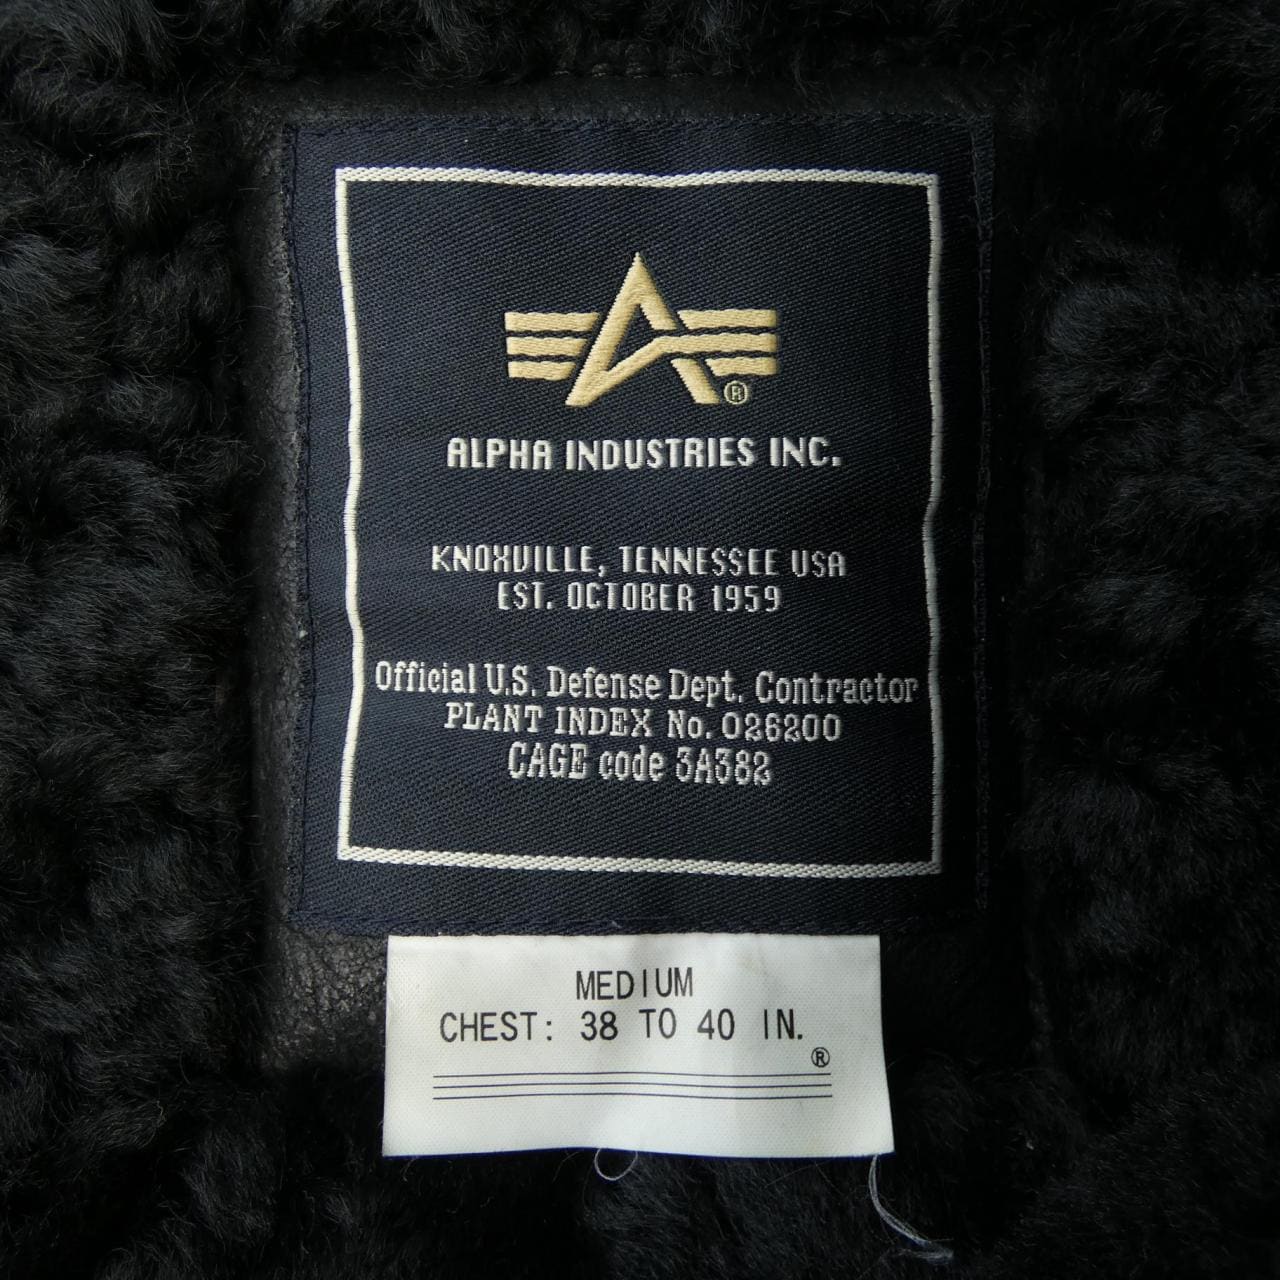 ®
ALPHA INDUSTRIES INC.
KNOXVILLE, TENNESSEE USA
EST. OCTOBER 1959
Official U.S. Defense Dept. Contractor
PLANT INDEX No. 026200
CAGE code 3A382
MEDIUM
CHEST: 38 TO 40 IN.
®